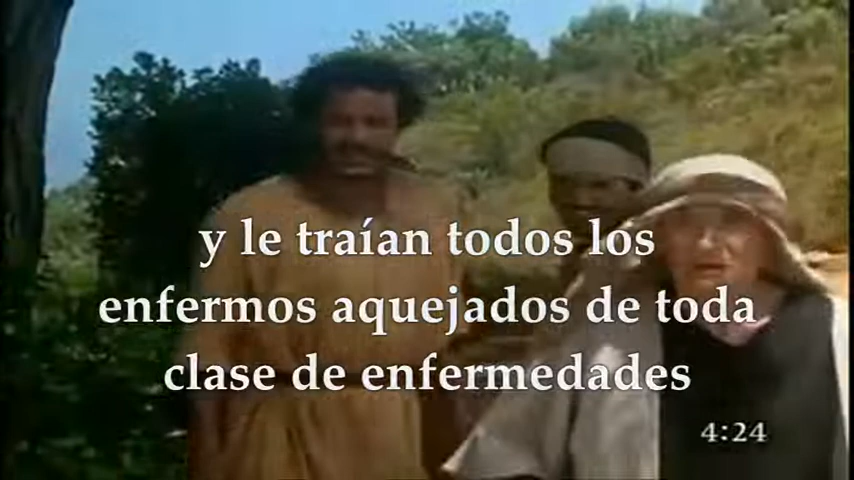 y le traían todos los
enfermos aquejados de toda
clase de enfermedades
4:24